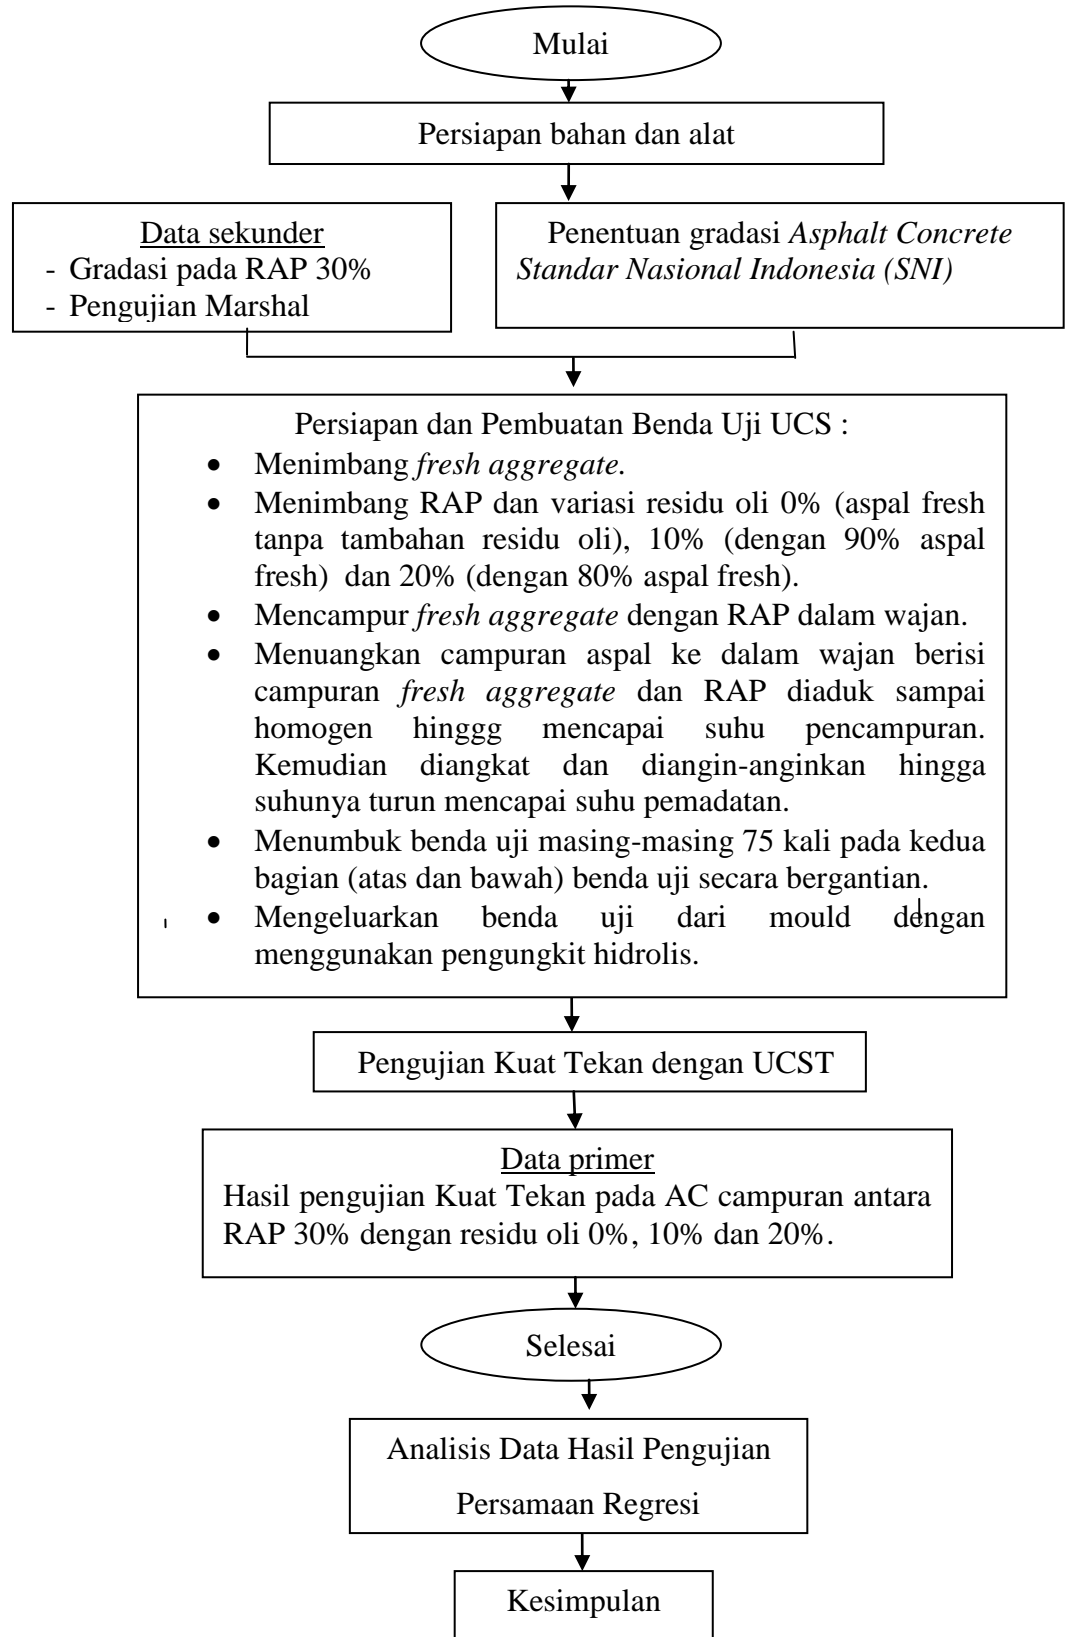 Mulai
Persiapan bahan dan alat
Data sekunder
- Gradasi pada RAP 30%
- Pengujian Marshal
Penentuan gradasi Asphalt Concrete
Standar Nasional Indonesia (SNI)
Persiapan dan Pembuatan Benda Uji UCS :
• Menimbang fresh aggregate.
• Menimbang RAP dan variasi residu oli 0% (aspal fresh
tanpa tambahan residu oli), 10% (dengan 90% aspal
fresh) dan 20% (dengan 80% aspal fresh).
• Mencampur fresh aggregate dengan RAP dalam wajan.
• Menuangkan campuran aspal ke dalam wajan berisi
campuran fresh aggregate dan RAP diaduk sampai
homogen hinggg mencapai suhu pencampuran.
Kemudian diangkat dan diangin-anginkan hingga
suhunya turun mencapai suhu pemadatan.
• Menumbuk benda uji masing-masing 75 kali pada kedua
bagian (atas dan bawah) benda uji secara bergantian.
• Mengeluarkan benda uji dari mould dengan
menggunakan pengungkit hidrolis.
Pengujian Kuat Tekan dengan UCST
Data primer
Hasil pengujian Kuat Tekan pada AC campuran antara
RAP 30% dengan residu oli 0%, 10% dan 20%.
Selesai
Analisis Data Hasil Pengujian
Persamaan Regresi
Kesimpulan